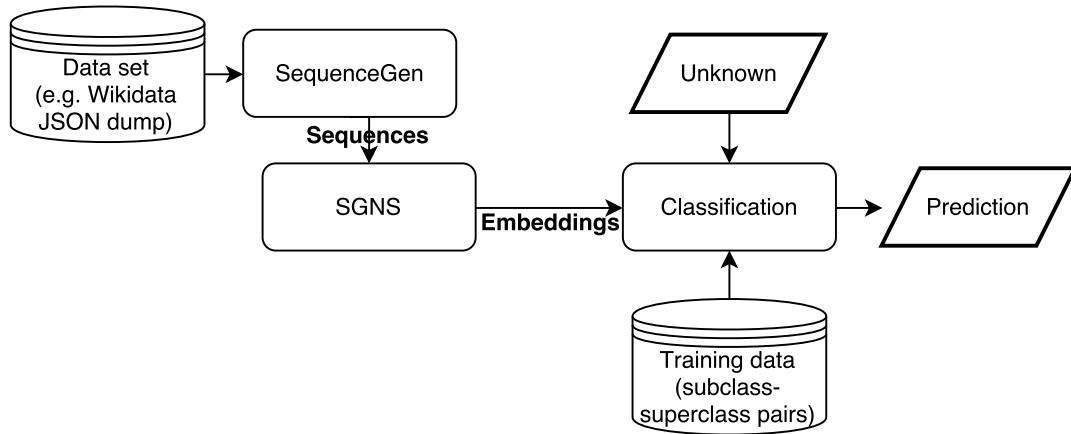 Data set
(e.g. Wikidata
JSON dump)
SequenceGen
Unknown
Sequences
SGNS
Embeddings
Classification
Prediction
Training data
(subclass-
superclass pairs)